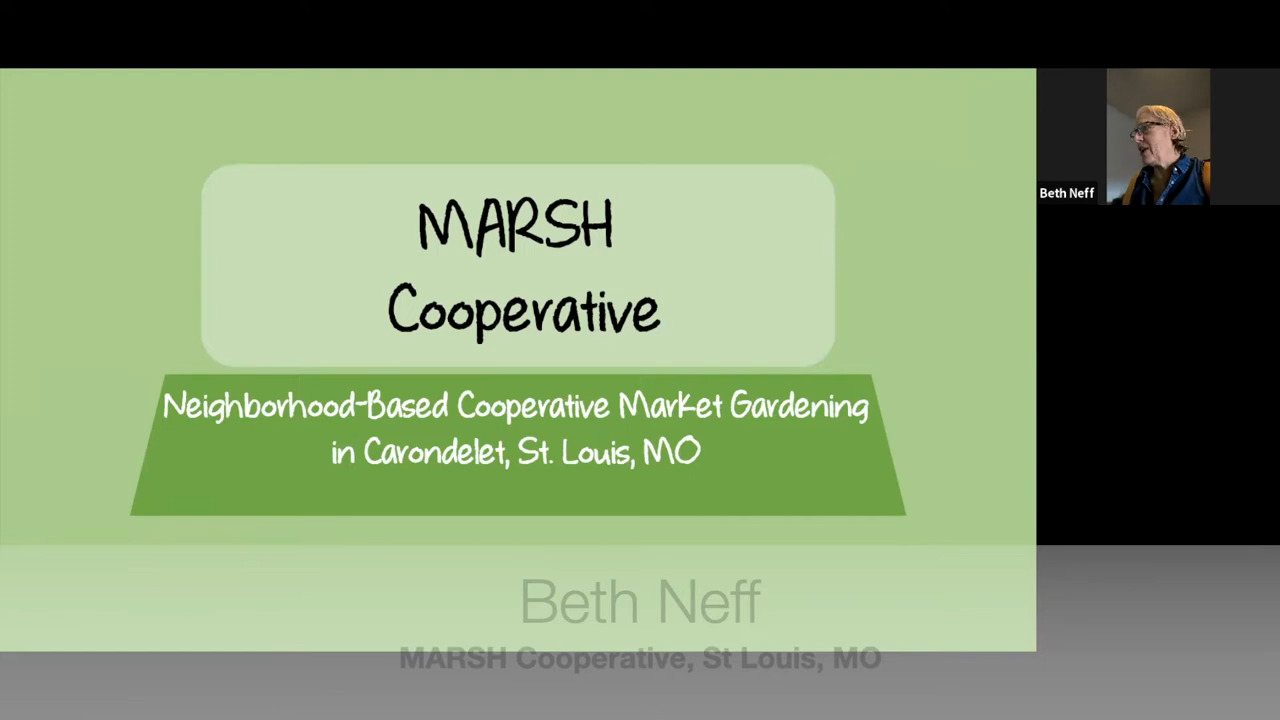 MARSH
Cooperative
Neighborhood-Based Cooperative Market Gardening
in Carondelet, St. Louis, MO
Beth Neff
Beth Neff
MARSH Cooperative, St Louis, MO